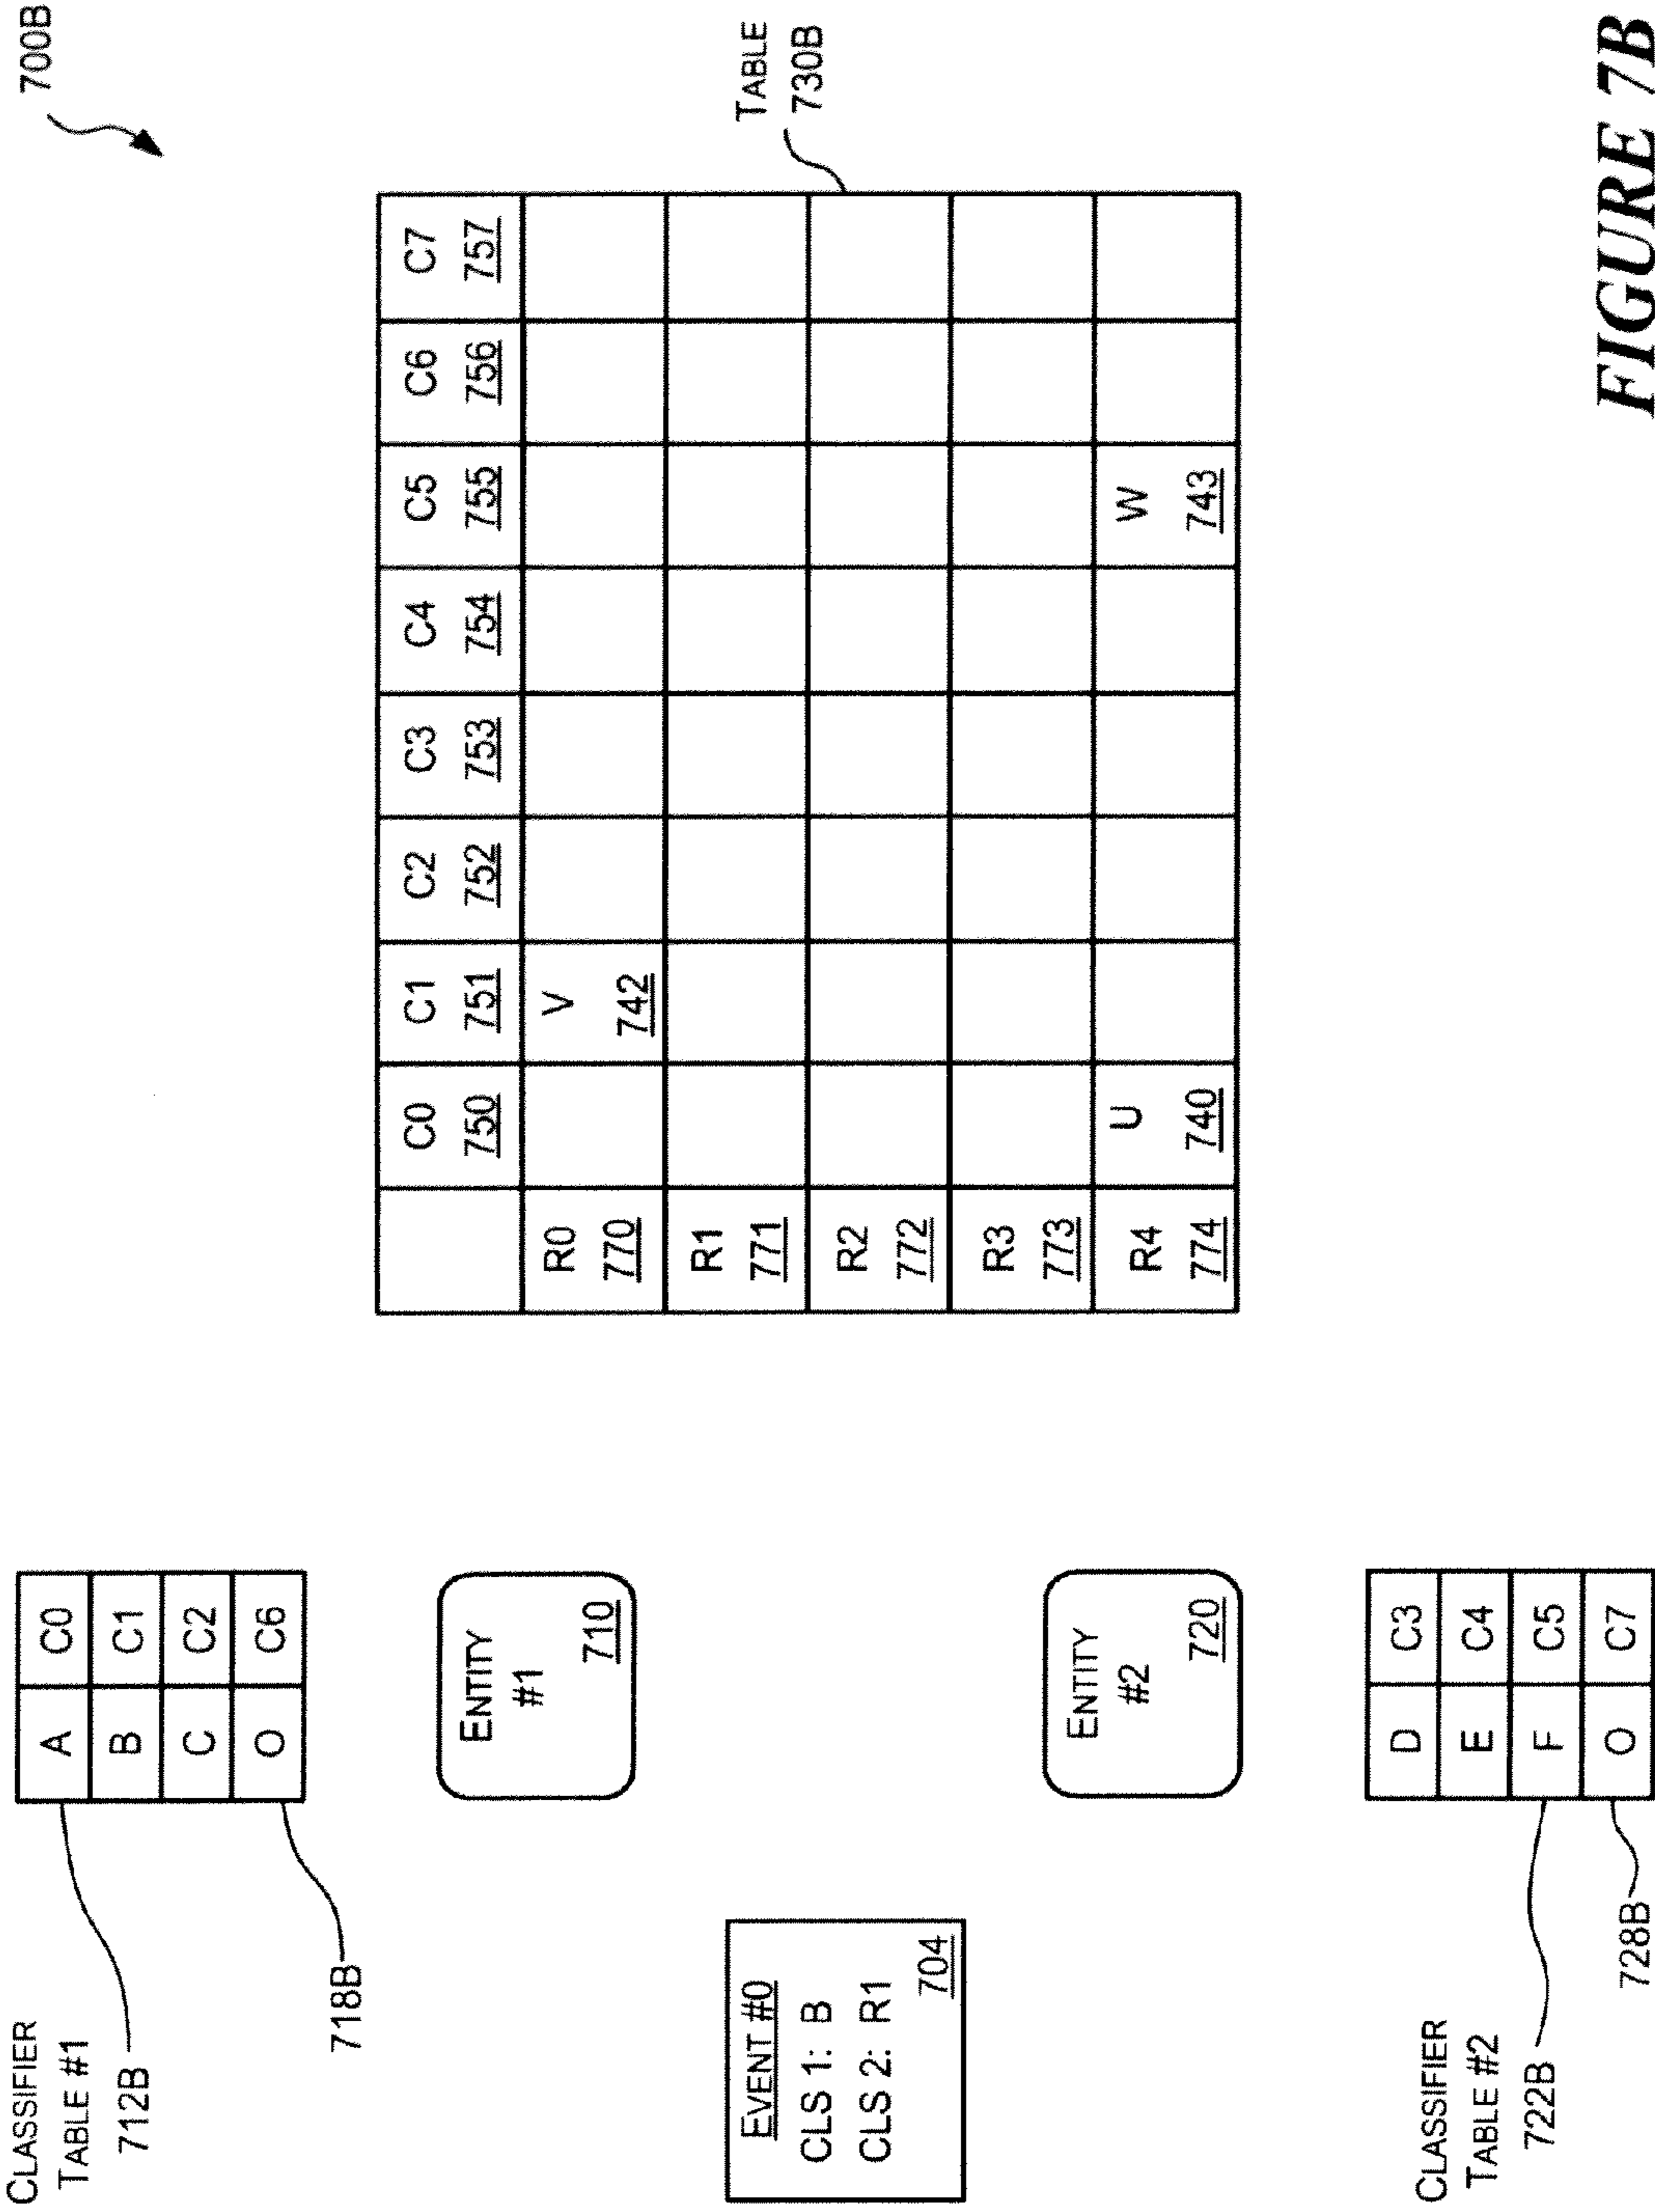 700B
CLASSIFIER
TABLE #1
712B
A C0
B C1
C C2
O C6
718B
ENTITY
#1
710
EVENT #0
CLS 1: B
CLS 2: R1
704
ENTITY
#2
720
CLASSIFIER
TABLE #2
722B
D C3
E C4
F C5
O C7
728B
C0 C1 C2 C3 C4 C5 C6 C7
750 751 752 753 754 755 756 757
R0 V
770 742
R1
771
R2
772
R3
773
R4 U W
774 740 743
TABLE
730B
FIGURE 7B